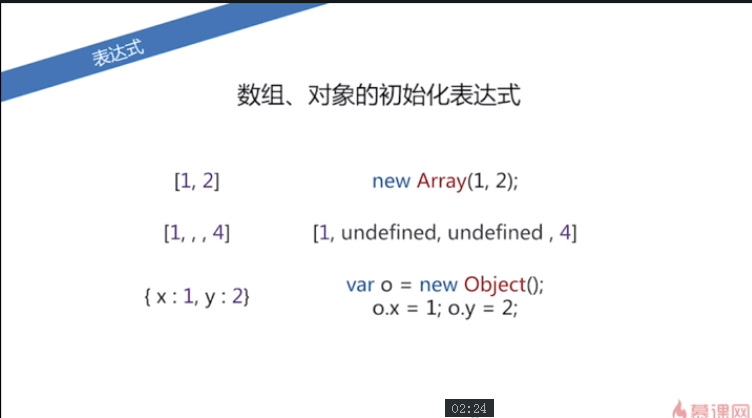 表达式
数组、对象的初始化表达式
[1, 2]
new Array(1, 2);
[1, , , 4]
[1, undefined, undefined , 4]
{ x : 1, y : 2}
var o = new Object();
o.x = 1; o.y = 2;
02:24
慕课网